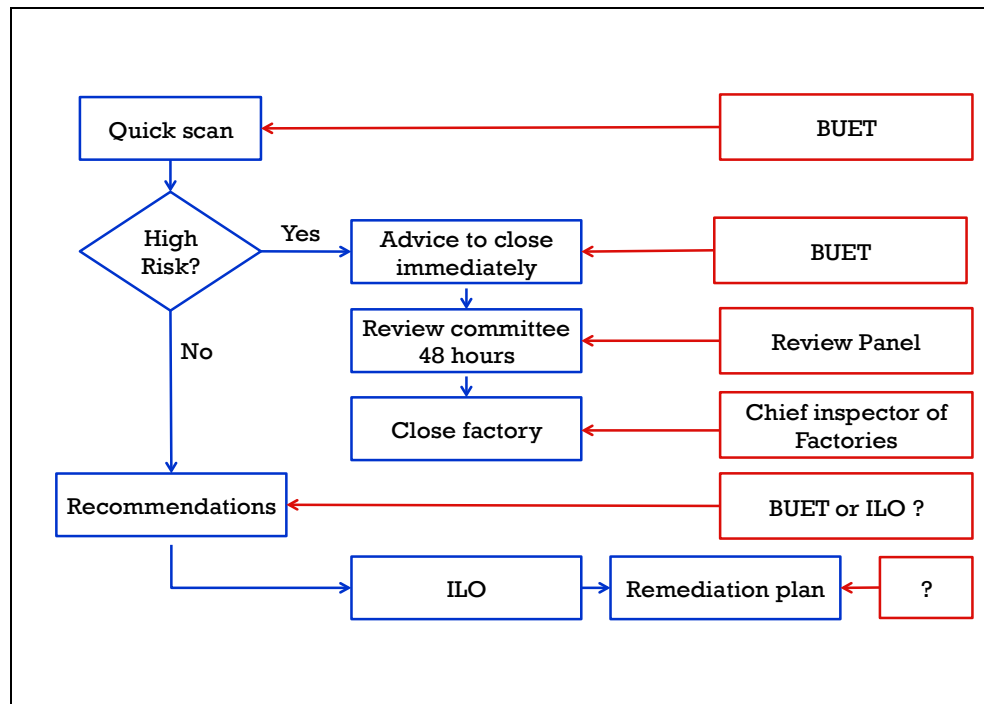 Quick scan
BUET
High
Risk?
Yes
Advice to close
immediately
BUET
Review committee
48 hours
Review Panel
No
Close factory
Chief inspector of
Factories
Recommendations
BUET or ILO ?
ILO
Remediation plan
?